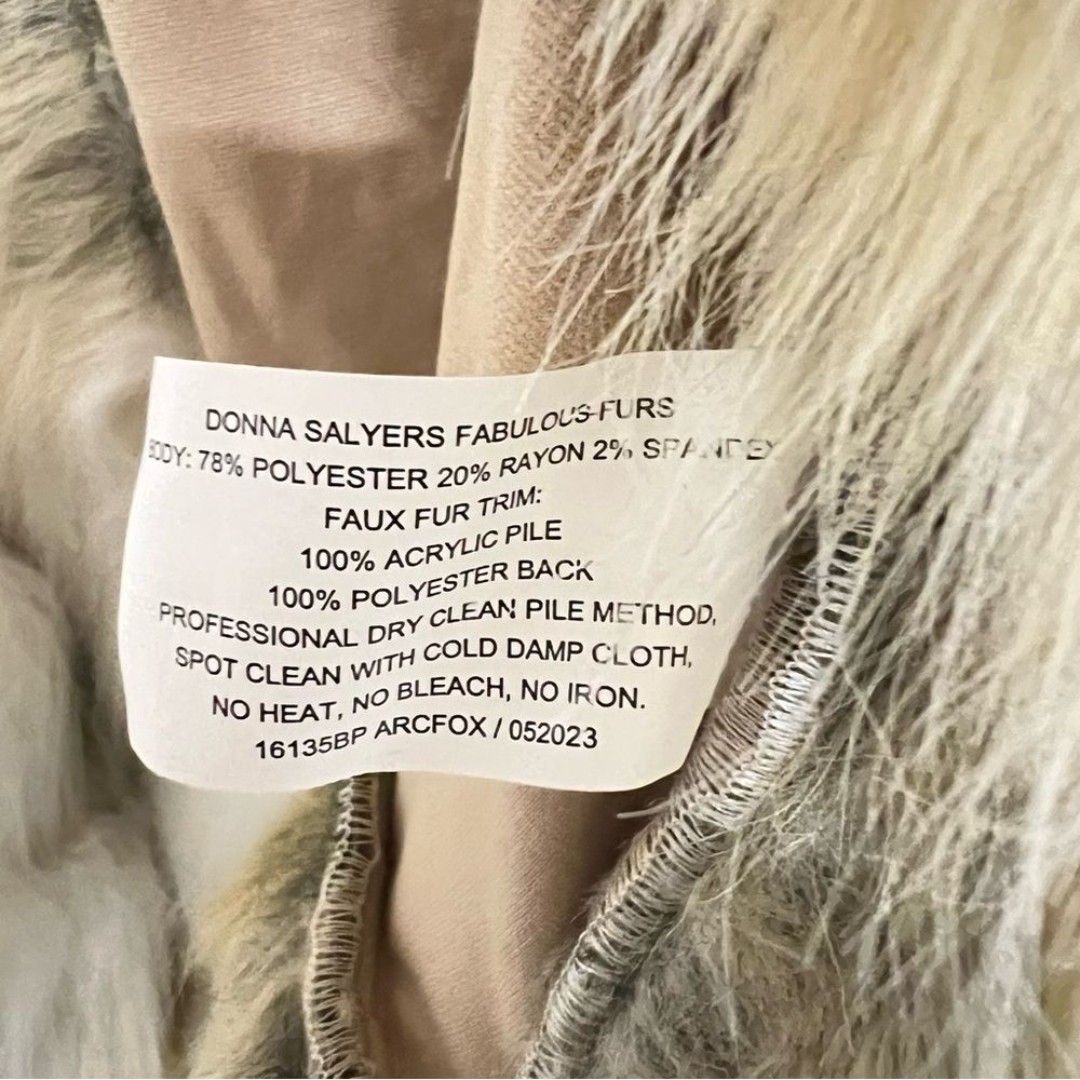 DONNA SALYERS FABULOUS-FURS
BODY: 78% POLYESTER 20% RAYON 2% SPANDEX
FAUX FUR TRIM:
100% ACRYLIC PILE
100% POLYESTER BACK
PROFESSIONAL DRY CLEAN PILE METHOD,
SPOT CLEAN WITH COLD DAMP CLOTH,
NO HEAT, NO BLEACH, NO IRON.
16135BP ARCFOX / 052023